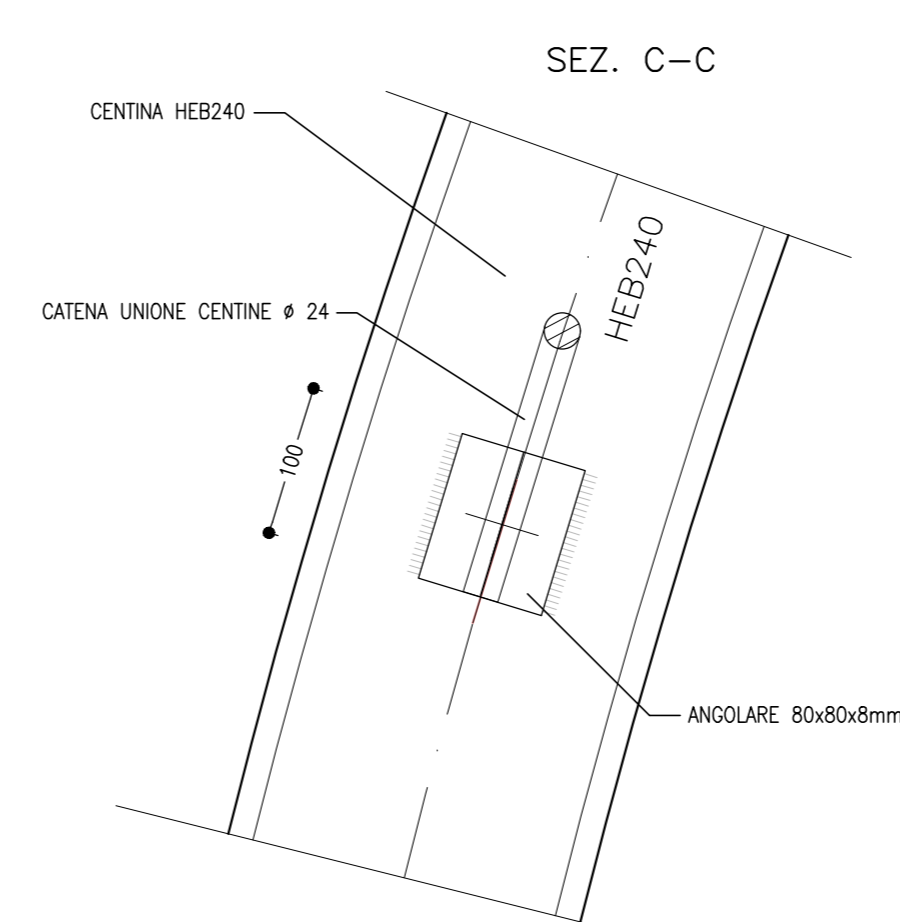 SEZ. C-C
CENTINA HEB240
HEB240
CATENA UNIONE CENTINE ø 24
100
ANGOLARE 80x80x8mm